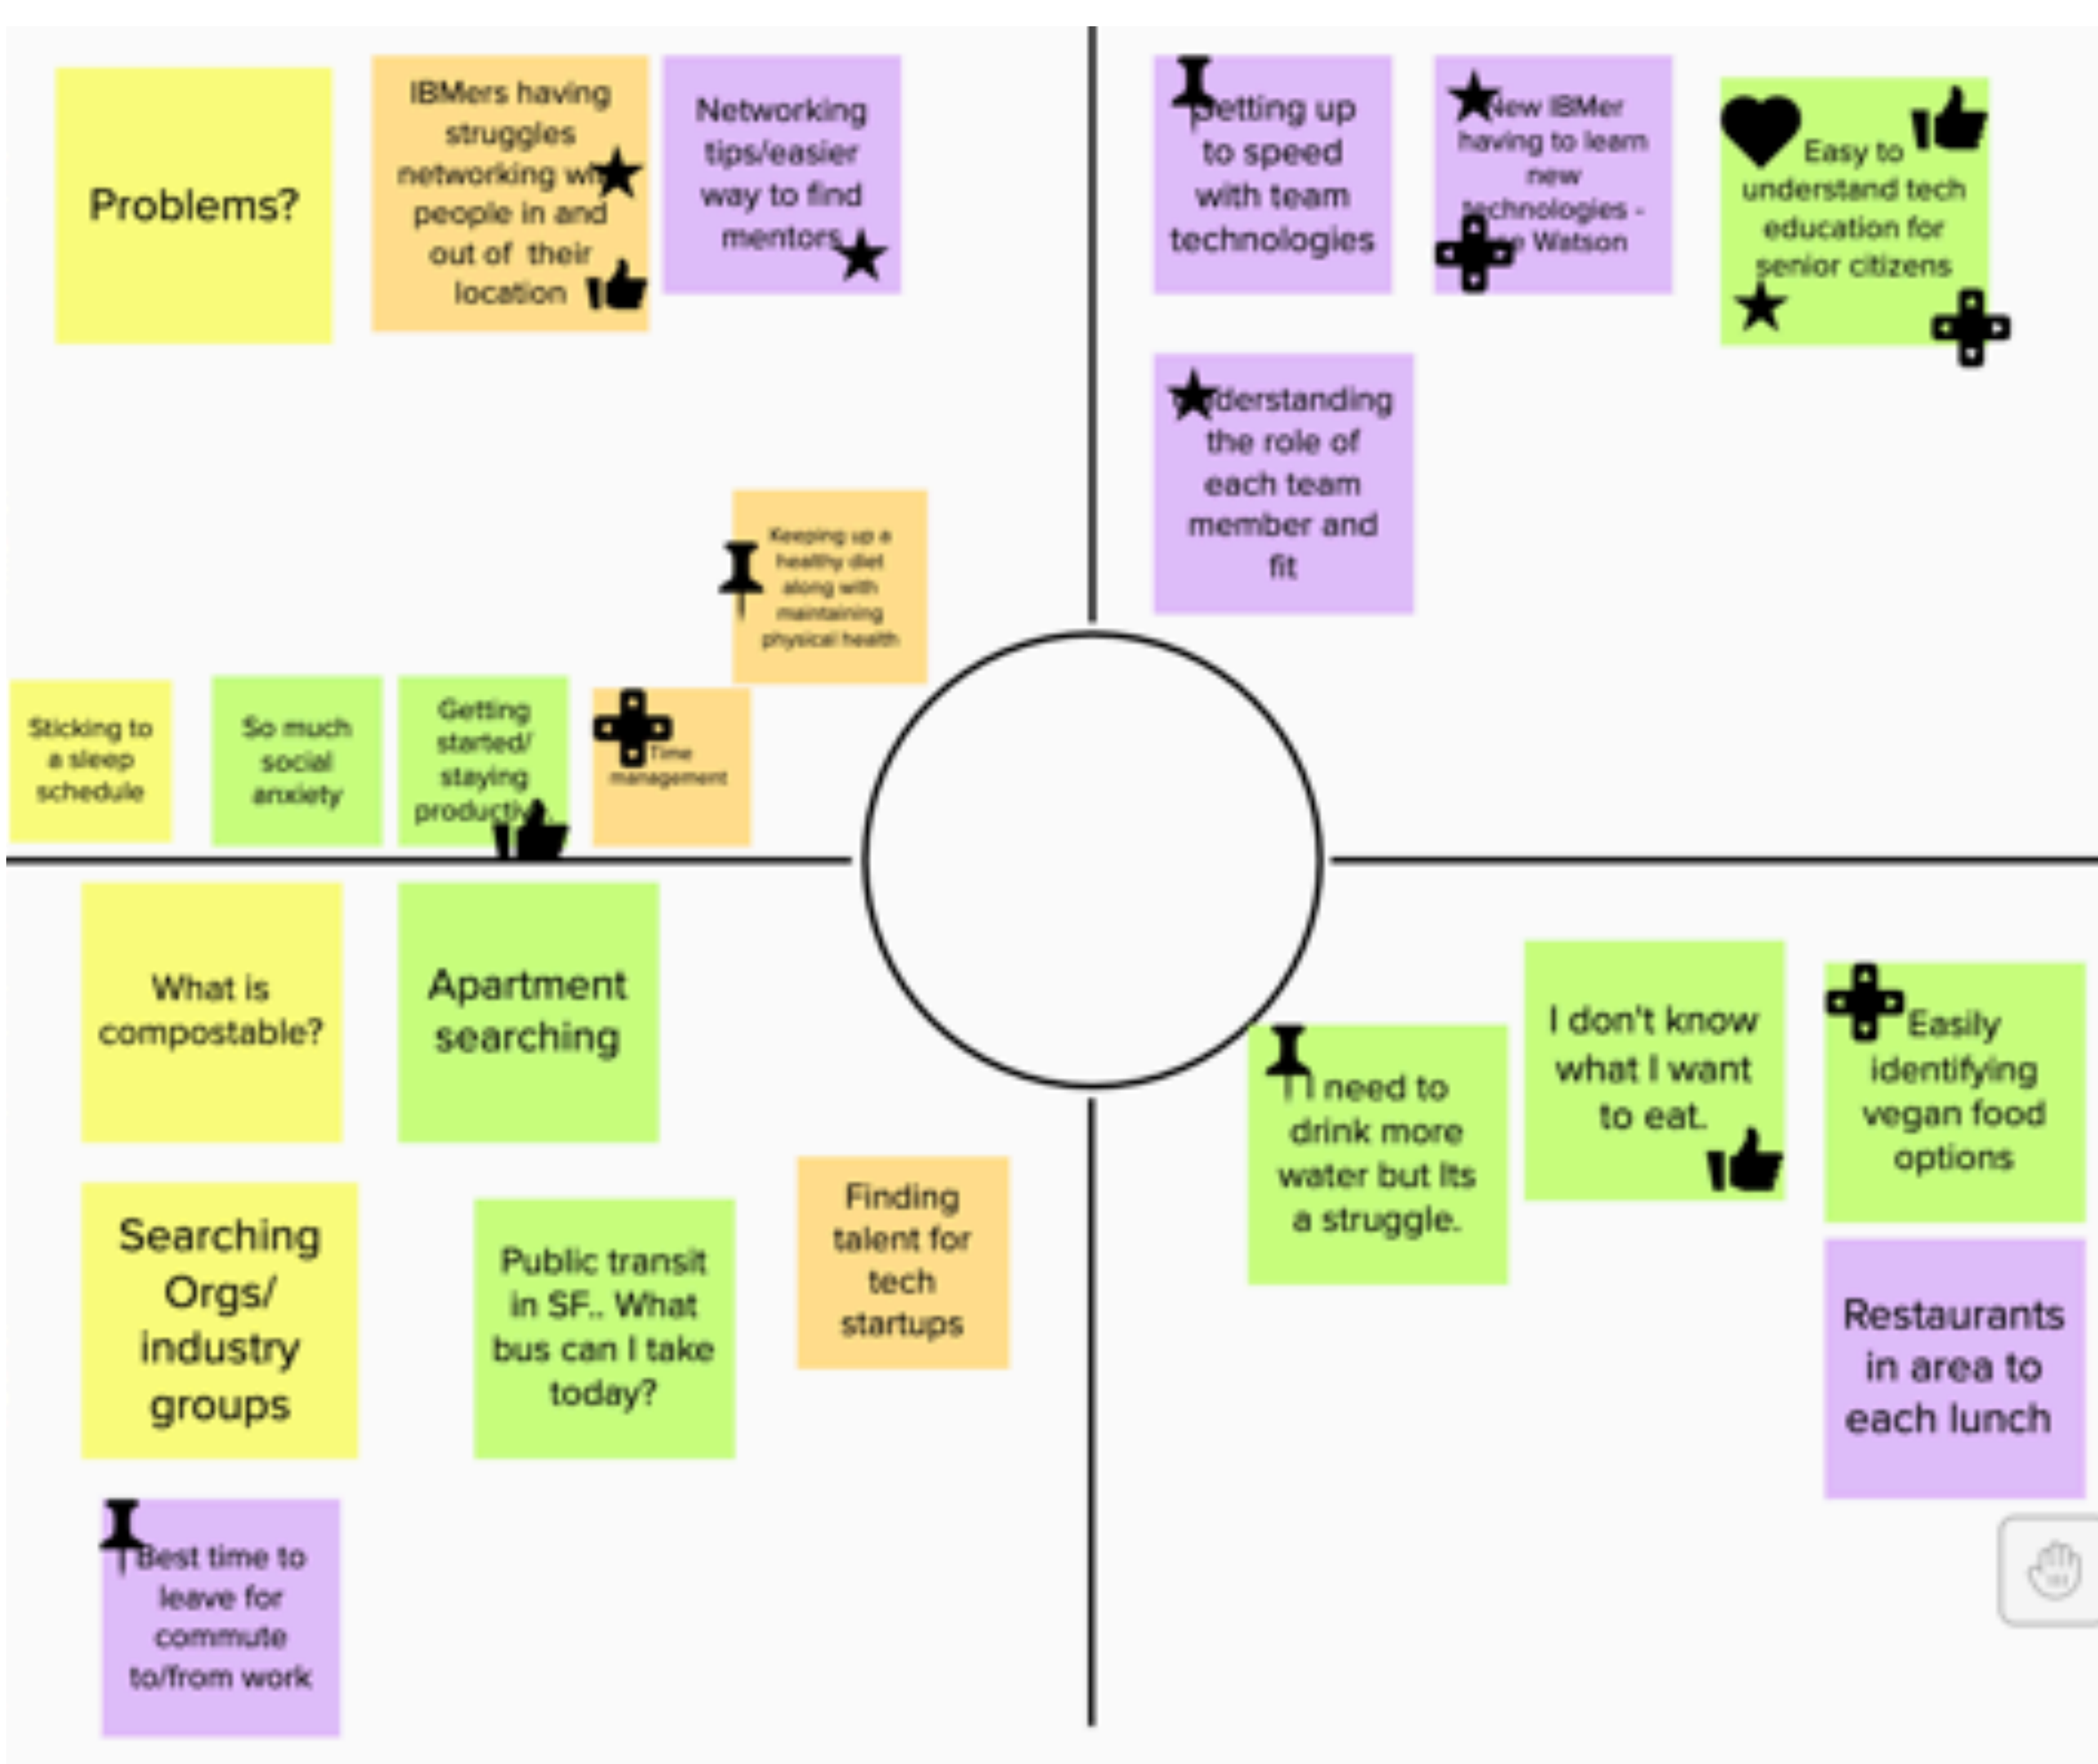 Problems?
IBMers having
struggles
networking
people in and
out of their
location
Networking
tips/easier
way to find
mentors
Getting up
to speed
with team
technologies
New IBMer
having to learn
new
technologies -
Watson
Easy to
understand tech
education for
senior citizens
Understanding
the role of
each team
member and
fit
Keeping up a
healthy diet
along with
maintaining
physical health
Sticking to
a sleep
schedule
So much
social
anxiety
Getting
started/
staying
productive.
Time
management
What is
compostable?
Apartment
searching
Searching
Orgs/
industry
groups
Public transit
in SF.. What
bus can I take
today?
Finding
talent for
tech
startups
Best time to
leave for
commute
to/from work
I need to
drink more
water but Its
a struggle.
I don't know
what I want
to eat.
Easily
identifying
vegan food
options
Restaurants
in area to
each lunch